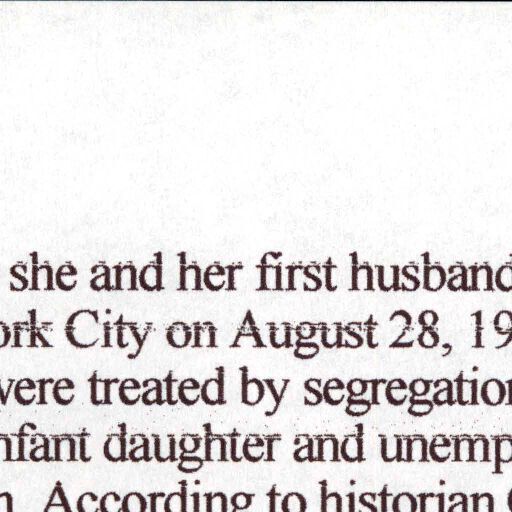 she and her first husband
ork City on August 28, 19
were treated by segregation
nfant daughter and unemp
n. According to historian